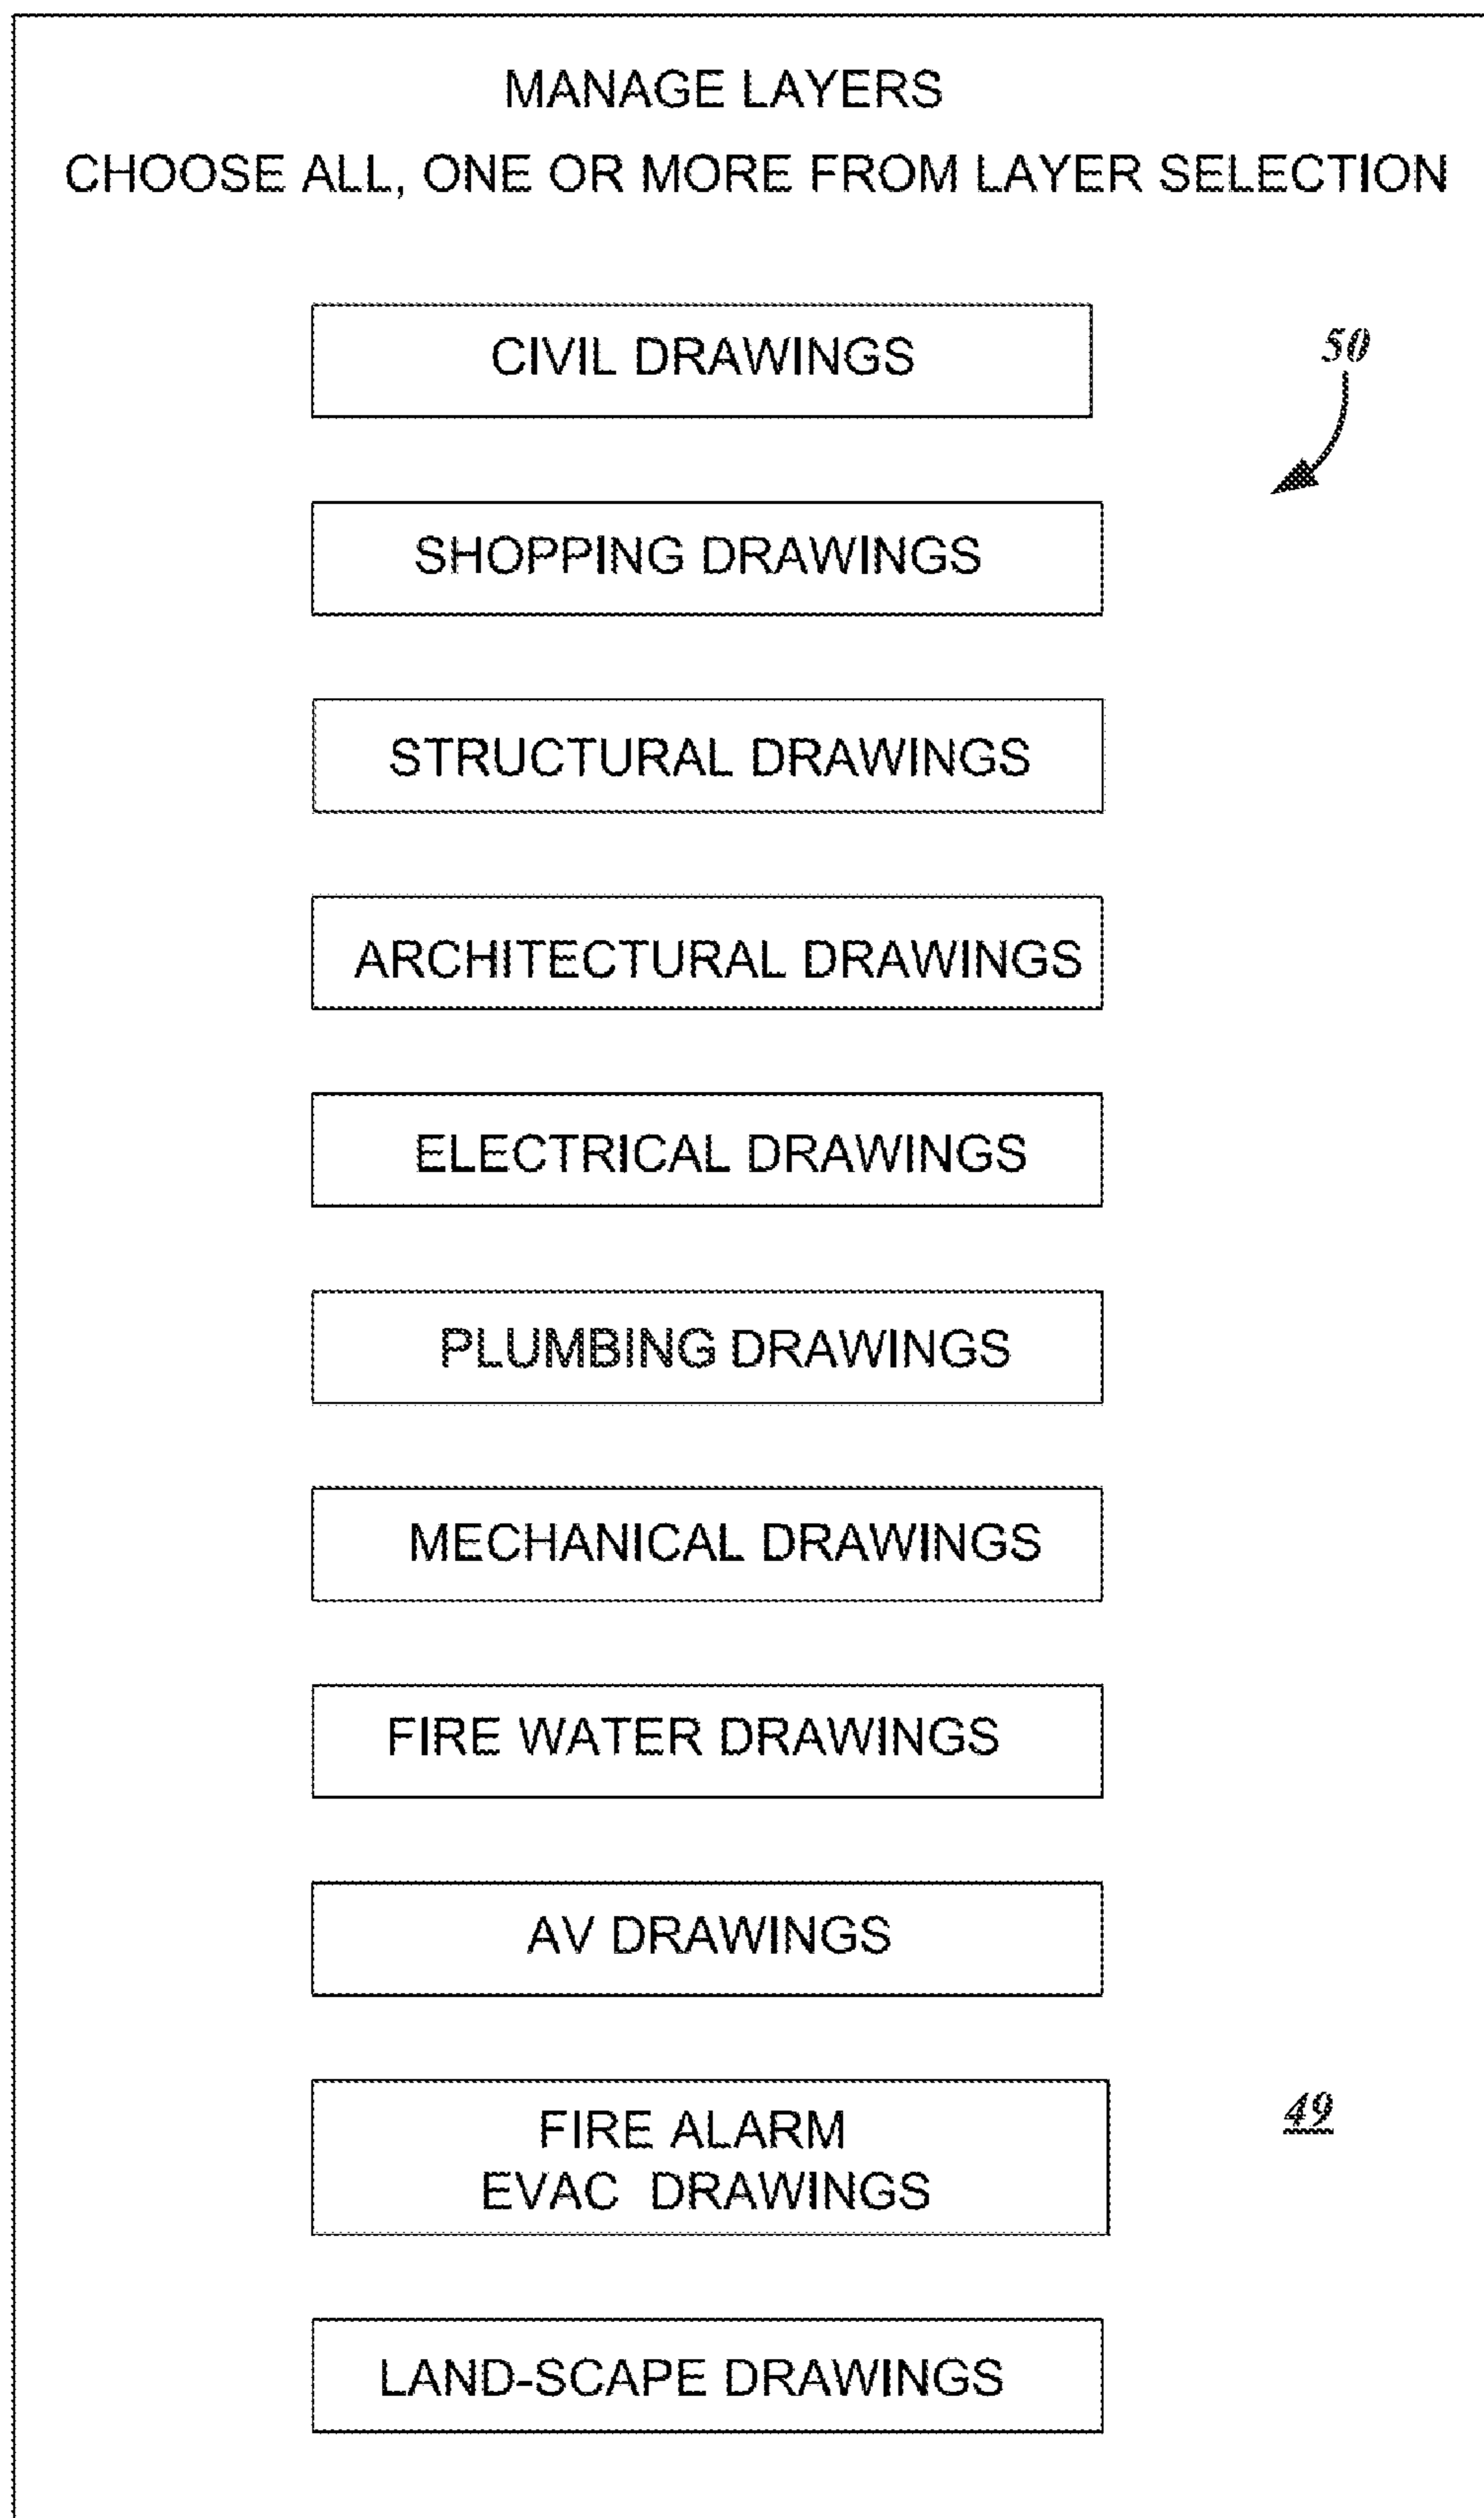 MANAGE LAYERS
CHOOSE ALL, ONE OR MORE FROM LAYER SELECTION
CIVIL DRAWINGS
50
SHOPPING DRAWINGS
STRUCTURAL DRAWINGS
ARCHITECTURAL DRAWINGS
ELECTRICAL DRAWINGS
PLUMBING DRAWINGS
MECHANICAL DRAWINGS
FIRE WATER DRAWINGS
AV DRAWINGS
FIRE ALARM
EVAC DRAWINGS
49
LAND-SCAPE DRAWINGS